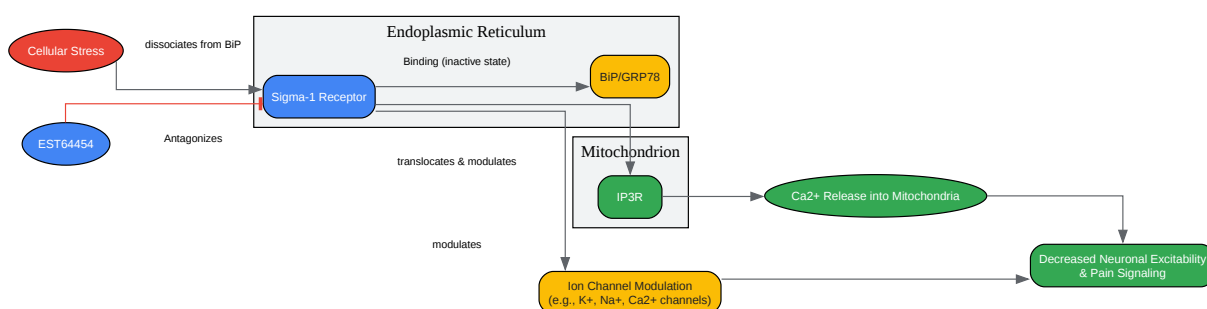 Endoplasmic Reticulum
Cellular Stress
dissociates from BiP
Binding (inactive state)
BiP/GRP78
Sigma-1 Receptor
EST64454
Antagonizes
Mitochondrion
translocates & modulates
IP3R
Ca2+ Release into Mitochondria
modulates
Decreased Neuronal Excitability
& Pain Signaling
Ion Channel Modulation
(e.g., K+, Na+, Ca2+ channels)